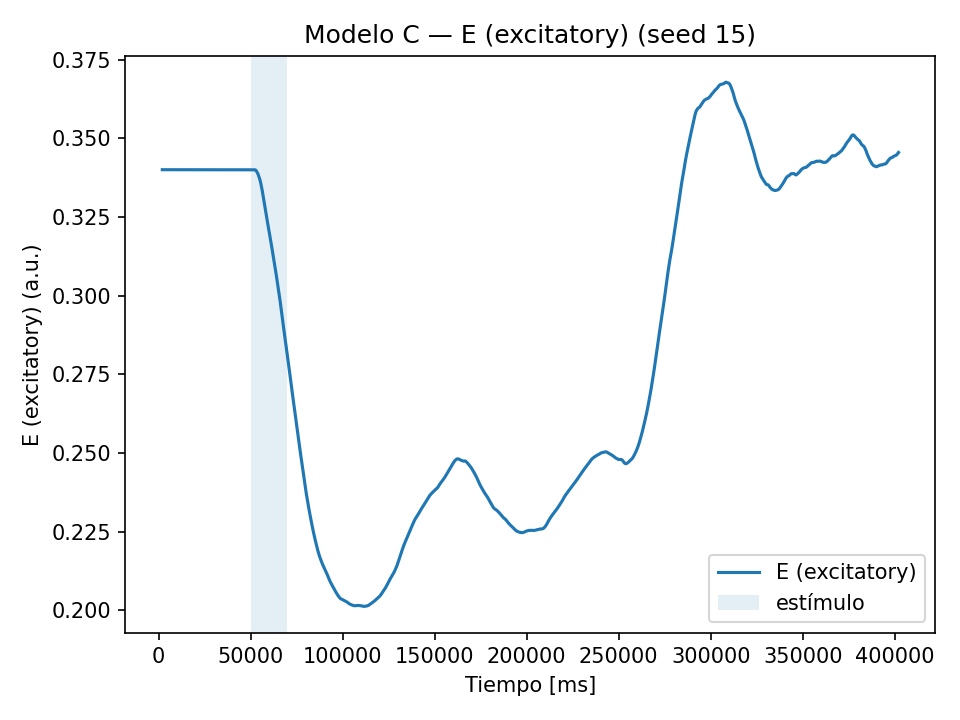 Modelo C — E (excitatory) (seed 15)
E (excitatory) (a.u.)
0.375
0.350
0.325
0.300
0.275
0.250
0.225
0.200
E (excitatory)
estímulo
0 50000 100000 150000 200000 250000 300000 350000 400000
Tiempo [ms]